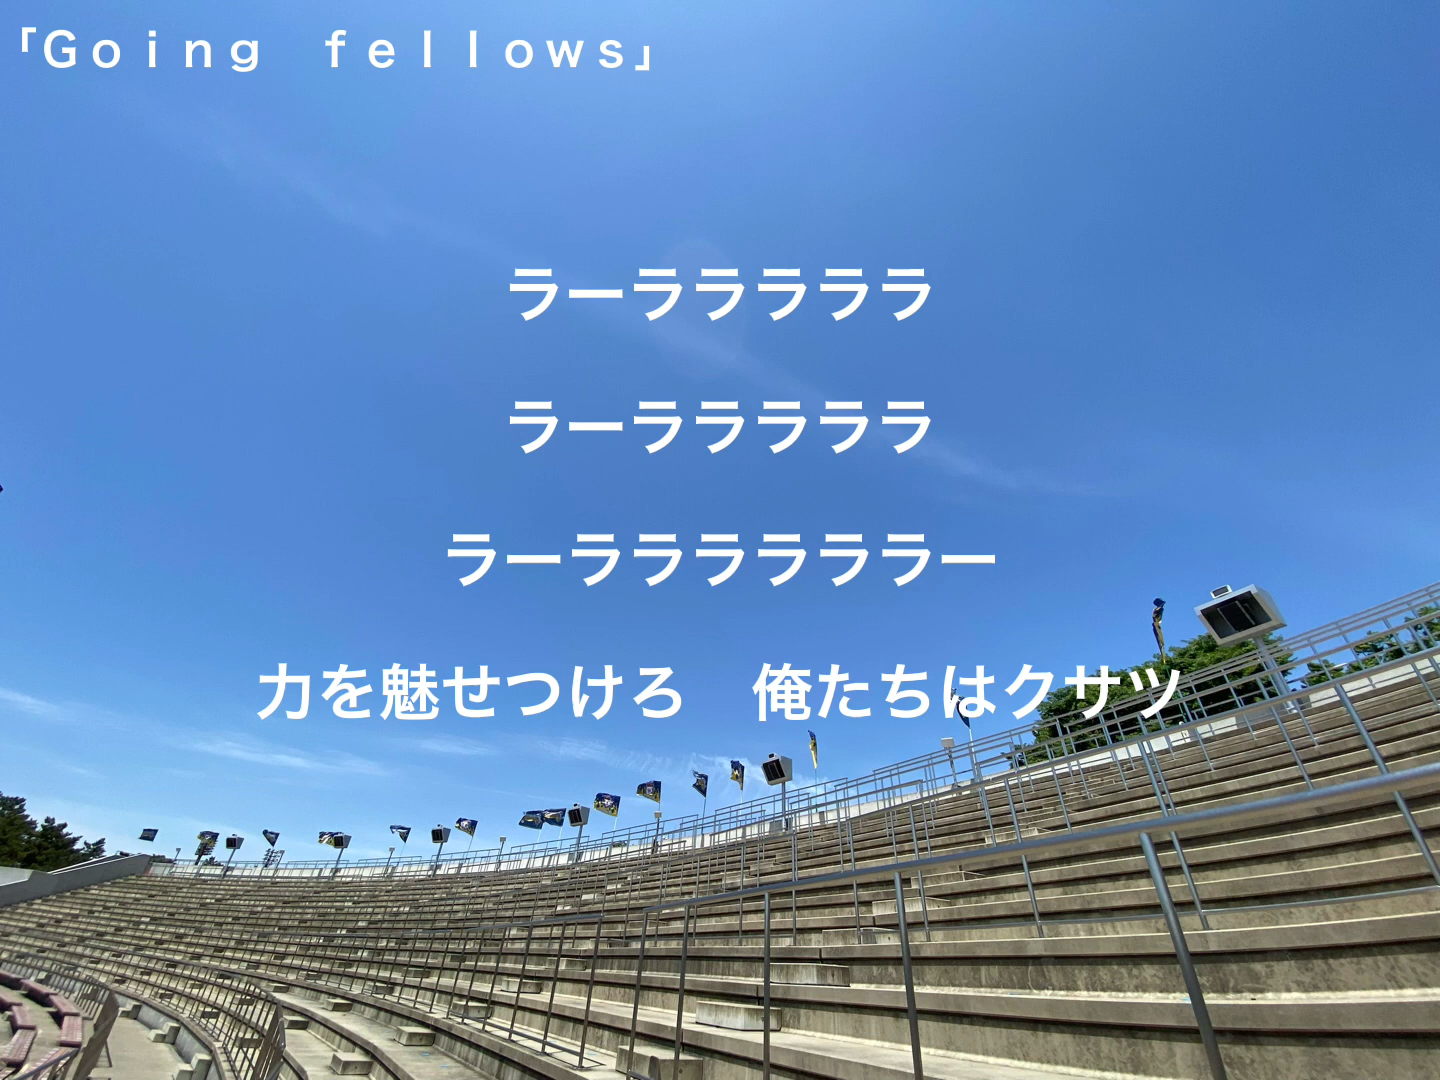 「Ｇｏｉｎｇ　ｆｅｌｌｏｗｓ」
ラーラララララ
ラーラララララ
ラーラララララララー
力を魅せつけろ　俺たちはクサツ